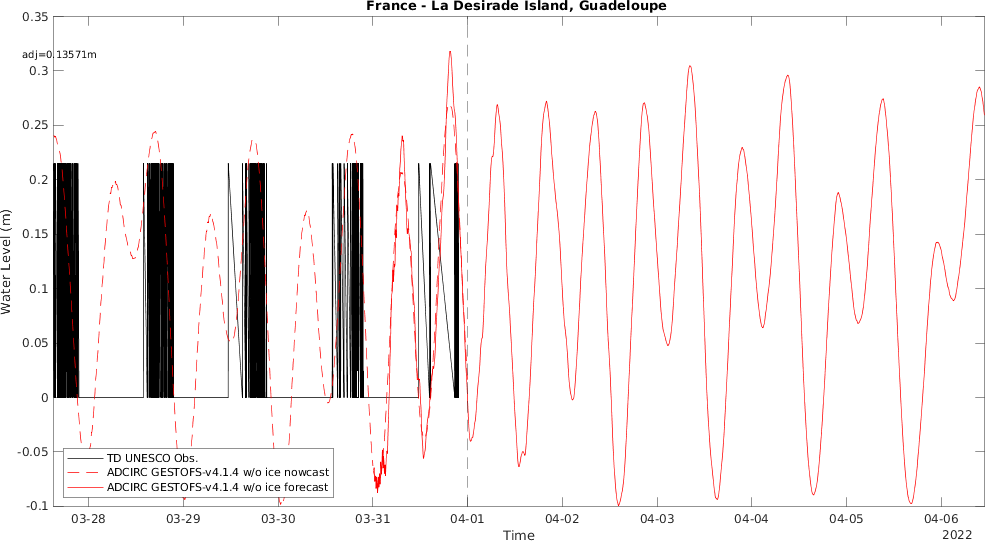 France - La Desirade Island, Guadeloupe
adj=0.13571m
0.35
0.3
0.25
0.2
0.15
0.1
0.05
0
-0.05
-0.1
Water Level (m)
TD UNESCO Obs.
ADCIRC GESTOFS-v4.1.4 w/o ice nowcast
ADCIRC GESTOFS-v4.1.4 w/o ice forecast
03-28 03-29 03-30 03-31 04-01 04-02 04-03 04-04 04-05 04-06
Time
2022